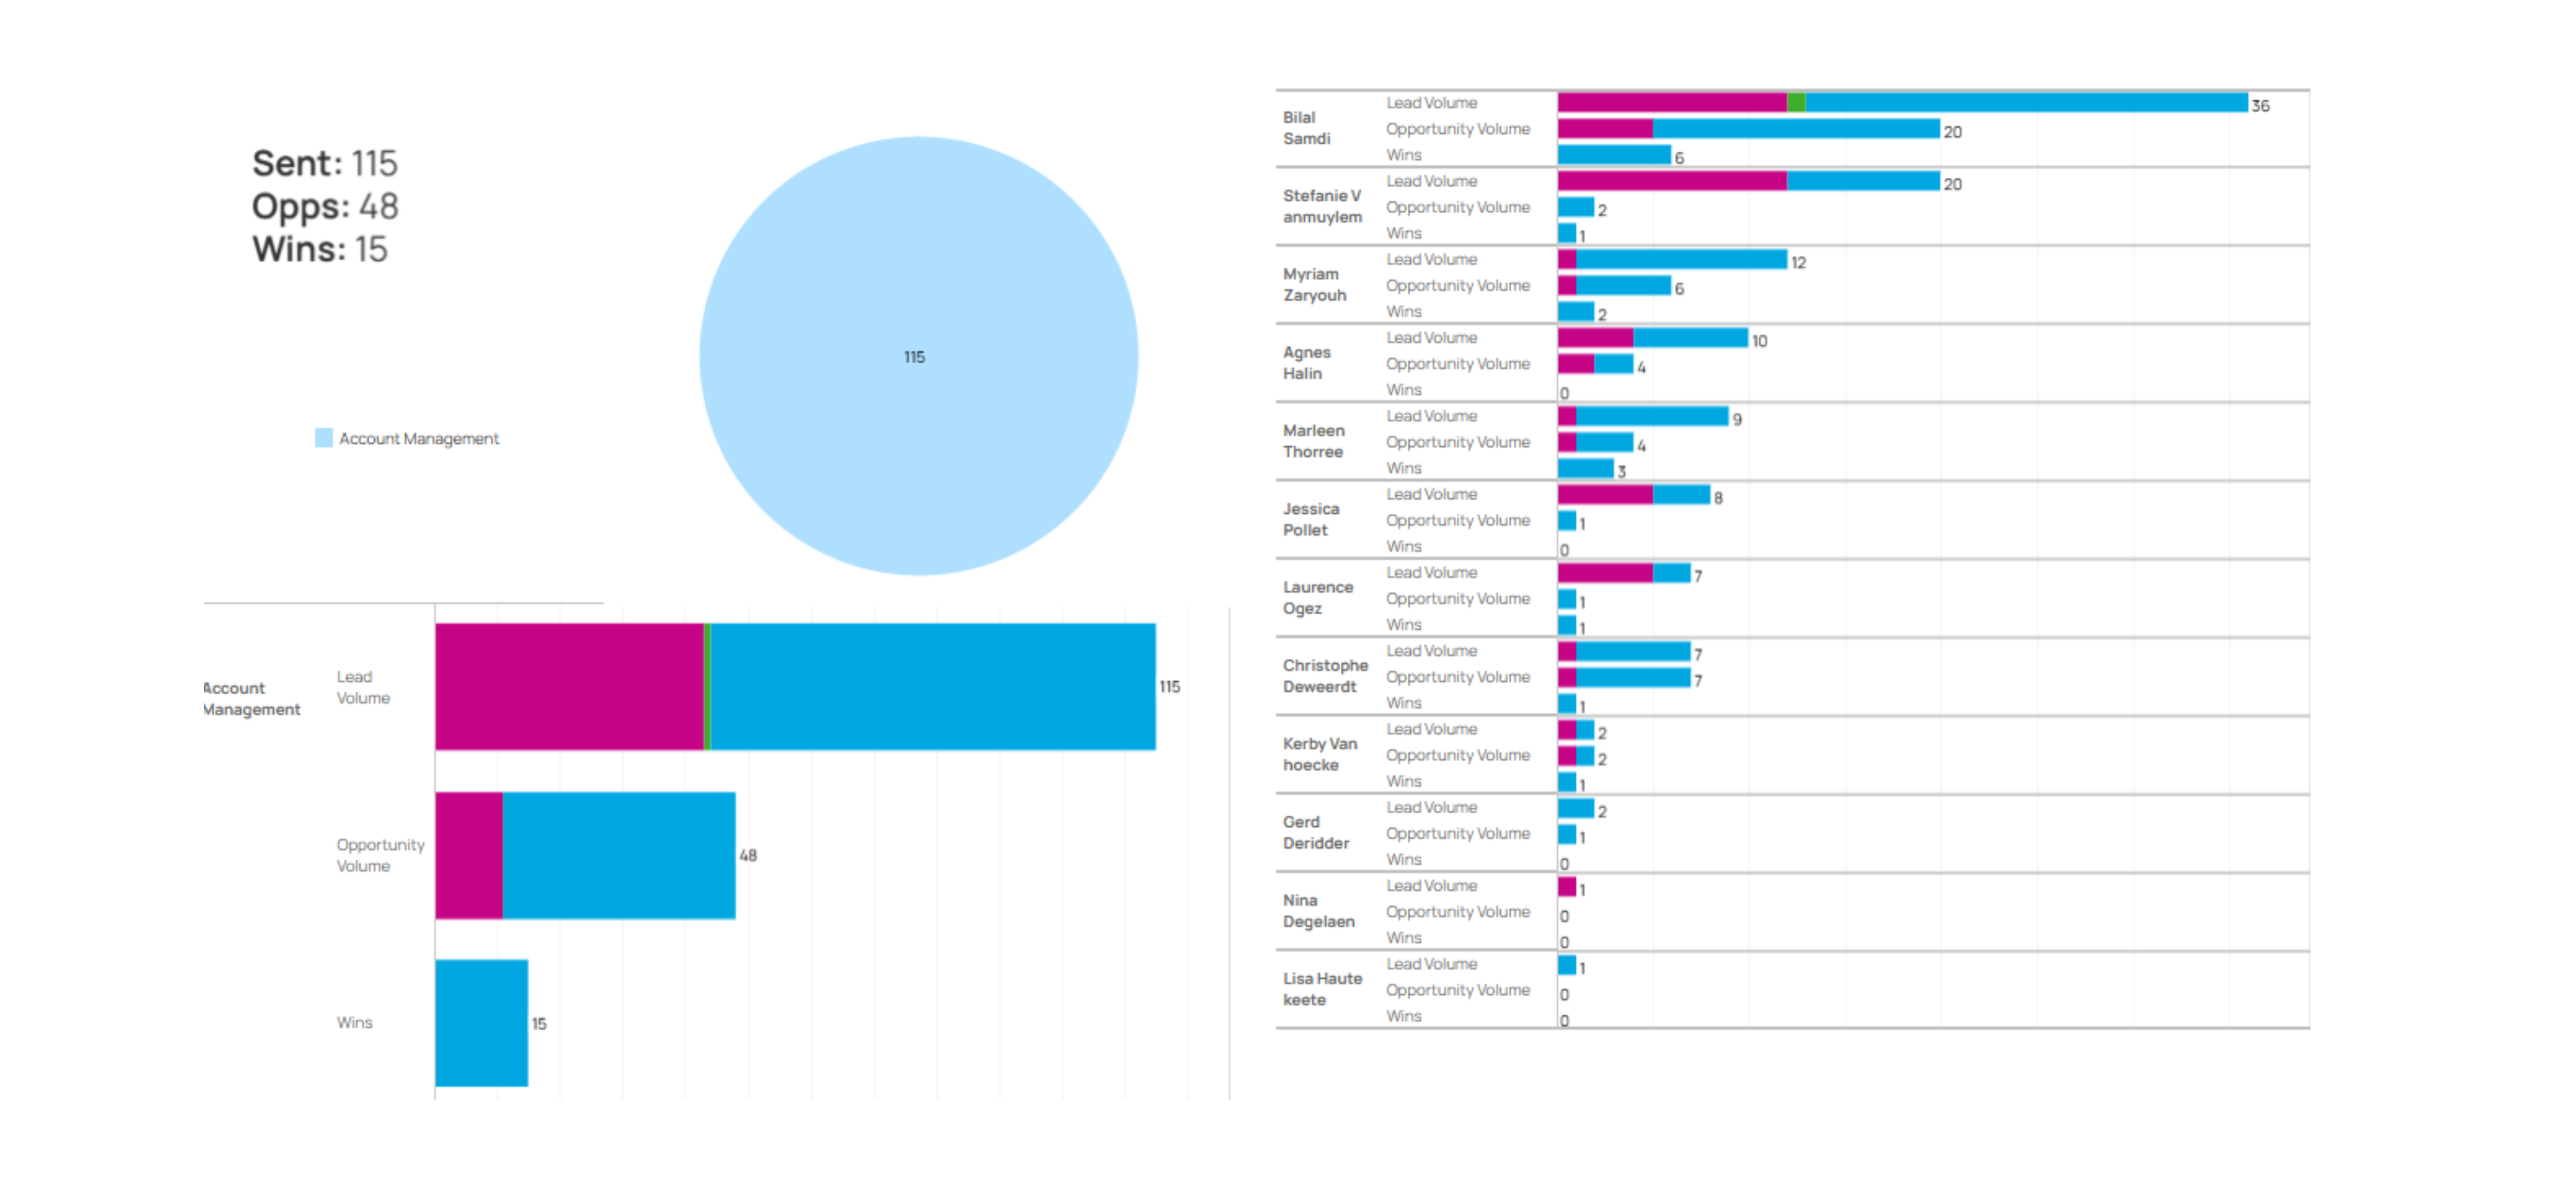 Sent: 115
Opps: 48
Wins: 15
115
Account Management
Account
Management
Lead
Volume
115
Opportunity
Volume
48
Wins
15
Bilal
Samdi
Lead Volume
36
Opportunity Volume
20
Wins
6
Stefanie V
anmuylem
Lead Volume
20
Opportunity Volume
2
Wins
1
Myriam
Zaryouh
Lead Volume
12
Opportunity Volume
6
Wins
2
Agnes
Halin
Lead Volume
10
Opportunity Volume
4
Wins
0
Marleen
Thorree
Lead Volume
9
Opportunity Volume
4
Wins
3
Jessica
Pollet
Lead Volume
8
Opportunity Volume
1
Wins
0
Laurence
Ogez
Lead Volume
7
Opportunity Volume
1
Wins
1
Christophe
Deweerdt
Lead Volume
7
Opportunity Volume
7
Wins
1
Kerby Van
hoecke
Lead Volume
2
Opportunity Volume
2
Wins
1
Gerd
Deridder
Lead Volume
2
Opportunity Volume
1
Wins
0
Nina
Degelaen
Lead Volume
1
Opportunity Volume
0
Wins
0
Lisa Haute
keete
Lead Volume
1
Opportunity Volume
0
Wins
0